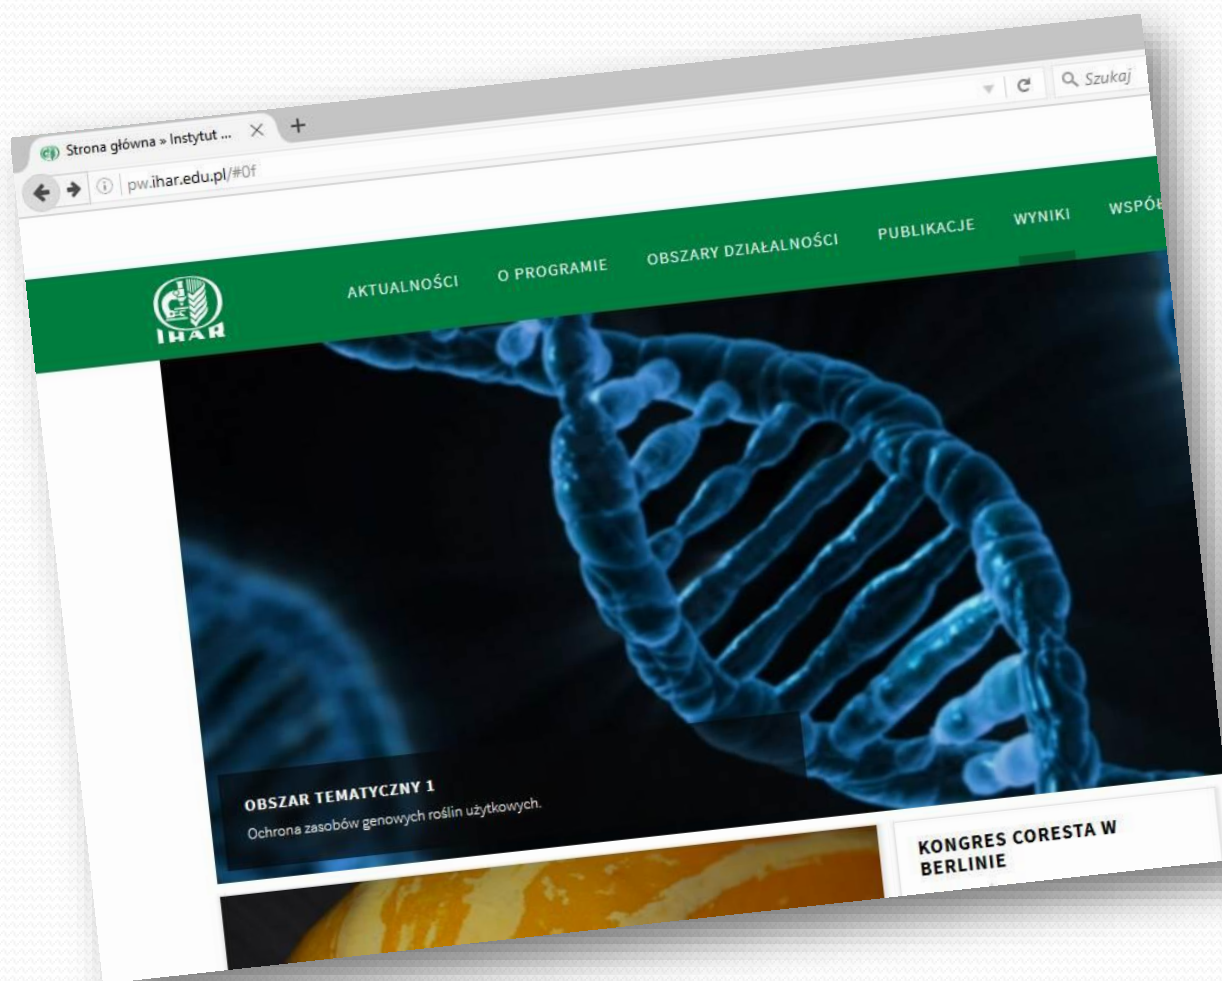 Strona główna » Instytut ...
Szukaj
pw.ihar.edu.pl/#0f
IHAR
AKTUALNOŚCI
O PROGRAMIE
OBSZARY DZIAŁALNOŚCI
PUBLIKACJE
WYNIKI
WSPÓŁ
OBSZAR TEMATYCZNY 1
Ochrona zasobów genowych roślin użytkowych.
KONGRES CORESTA W
BERLINIE